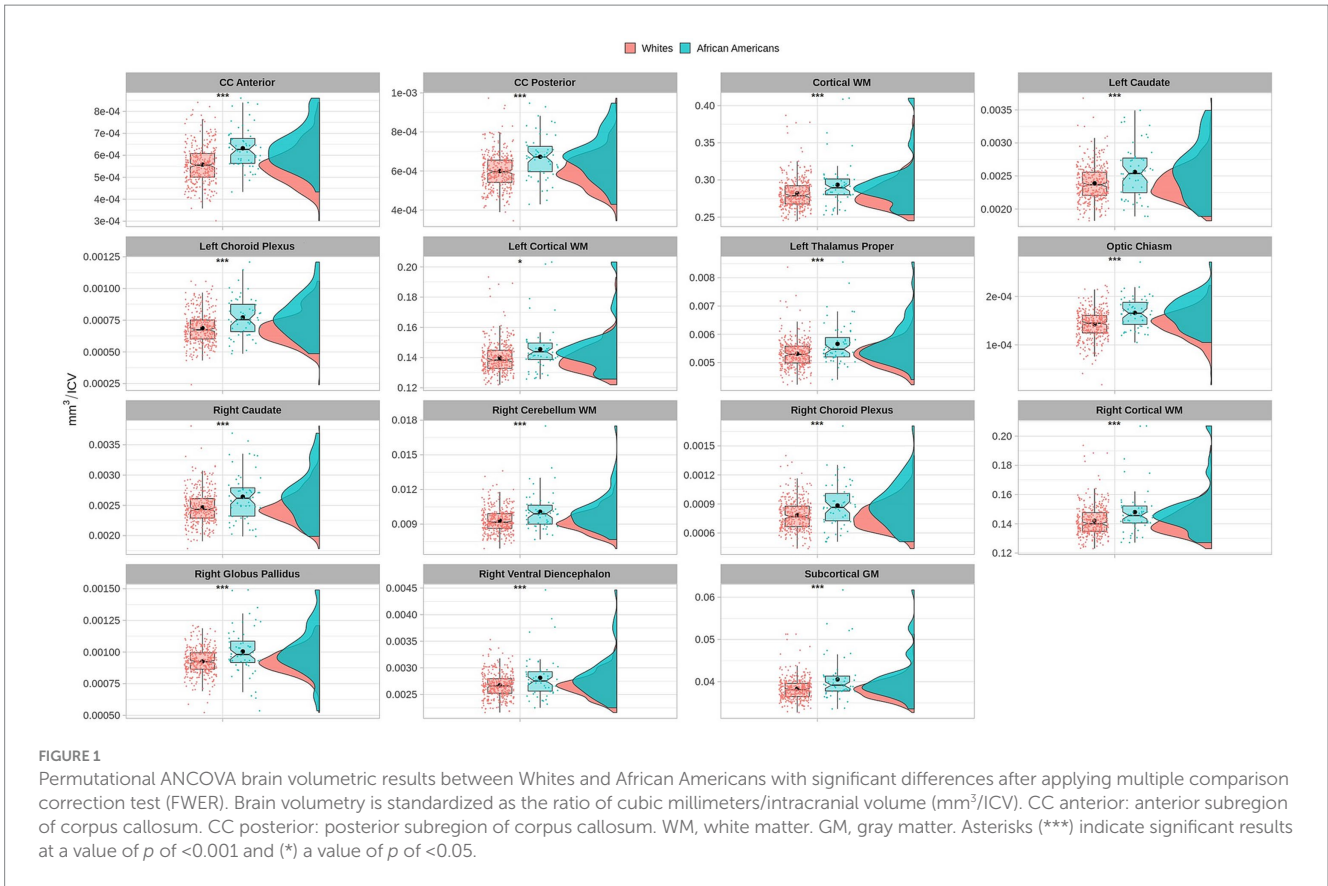 Whites African Americans
CC Anterior
***
8e-04
7e-04
6e-04
5e-04
4e-04
3e-04
CC Posterior
***
1e-03
8e-04
6e-04
4e-04
Cortical WM
***
0.40
0.35
0.30
0.25
Left Caudate
***
0.0035
0.0030
0.0025
0.0020
Left Choroid Plexus
***
0.00125
0.00100
0.00075
0.00050
0.00025
Left Cortical WM
*
0.20
0.18
0.16
0.14
0.12
Left Thalamus Proper
***
0.008
0.007
0.006
0.005
Optic Chiasm
***
2e-04
1e-04
mm³/ICV
Right Caudate
***
0.0035
0.0030
0.0025
0.0020
Right Cerebellum WM
***
0.018
0.015
0.012
0.009
Right Choroid Plexus
***
0.0015
0.0012
0.0009
0.0006
Right Cortical WM
***
0.20
0.18
0.16
0.14
0.12
Right Globus Pallidus
***
0.00150
0.00125
0.00100
0.00075
0.00050
Right Ventral Diencephalon
***
0.0045
0.0040
0.0035
0.0030
0.0025
Subcortical GM
***
0.06
0.05
0.04
FIGURE 1
Permutational ANCOVA brain volumetric results between Whites and African Americans with significant differences after applying multiple comparison
correction test (FWER). Brain volumetry is standardized as the ratio of cubic millimeters/intracranial volume (mm³/ICV). CC anterior: anterior subregion
of corpus callosum. CC posterior: posterior subregion of corpus callosum. WM, white matter. GM, gray matter. Asterisks (***) indicate significant results
at a value of p of <0.001 and (*) a value of p of <0.05.